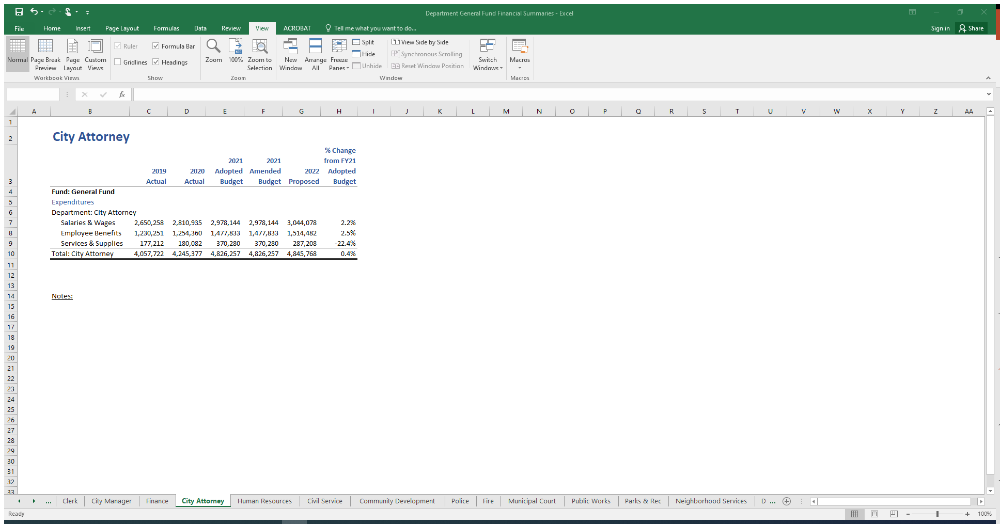 Department General Fund Financial Summaries - Excel
File Home Insert Page Layout Formulas Data Review View ACROBAT Tell me what you want to do... Sign in Share
Normal Page Break Preview Page Layout Custom Views
Workbook Views
Ruler Formula Bar
Gridlines Headings
Show
Zoom 100% Zoom to Selection
Zoom
New Window Arrange All Freeze Panes
Split
Hide
Unhide
View Side by Side
Synchronous Scrolling
Reset Window Position
Switch Windows
Window
Macros
Macros
fx
A B C D E F G H I J K L M N O P Q R S T U V W X Y Z AA
1
2 City Attorney
% Change
2021 2021 from FY21
2019 2020 Adopted Amended 2022 Adopted
3 Actual Actual Budget Budget Proposed Budget
4 Fund: General Fund
5 Expenditures
6 Department: City Attorney
7 Salaries & Wages 2,650,258 2,810,935 2,978,144 2,978,144 3,044,078 2.2%
8 Employee Benefits 1,230,251 1,254,360 1,477,833 1,477,833 1,514,482 2.5%
9 Services & Supplies 177,212 180,082 370,280 370,280 287,208 -22.4%
10 Total: City Attorney 4,057,722 4,245,377 4,826,257 4,826,257 4,845,768 0.4%
11
12
13
14 Notes:
15
16
17
18
19
20
21
22
23
24
25
26
27
28
29
30
31
32
33
... Clerk City Manager Finance City Attorney Human Resources Civil Service Community Development Police Fire Municipal Court Public Works Parks & Rec Neighborhood Services D ...
Ready 100%